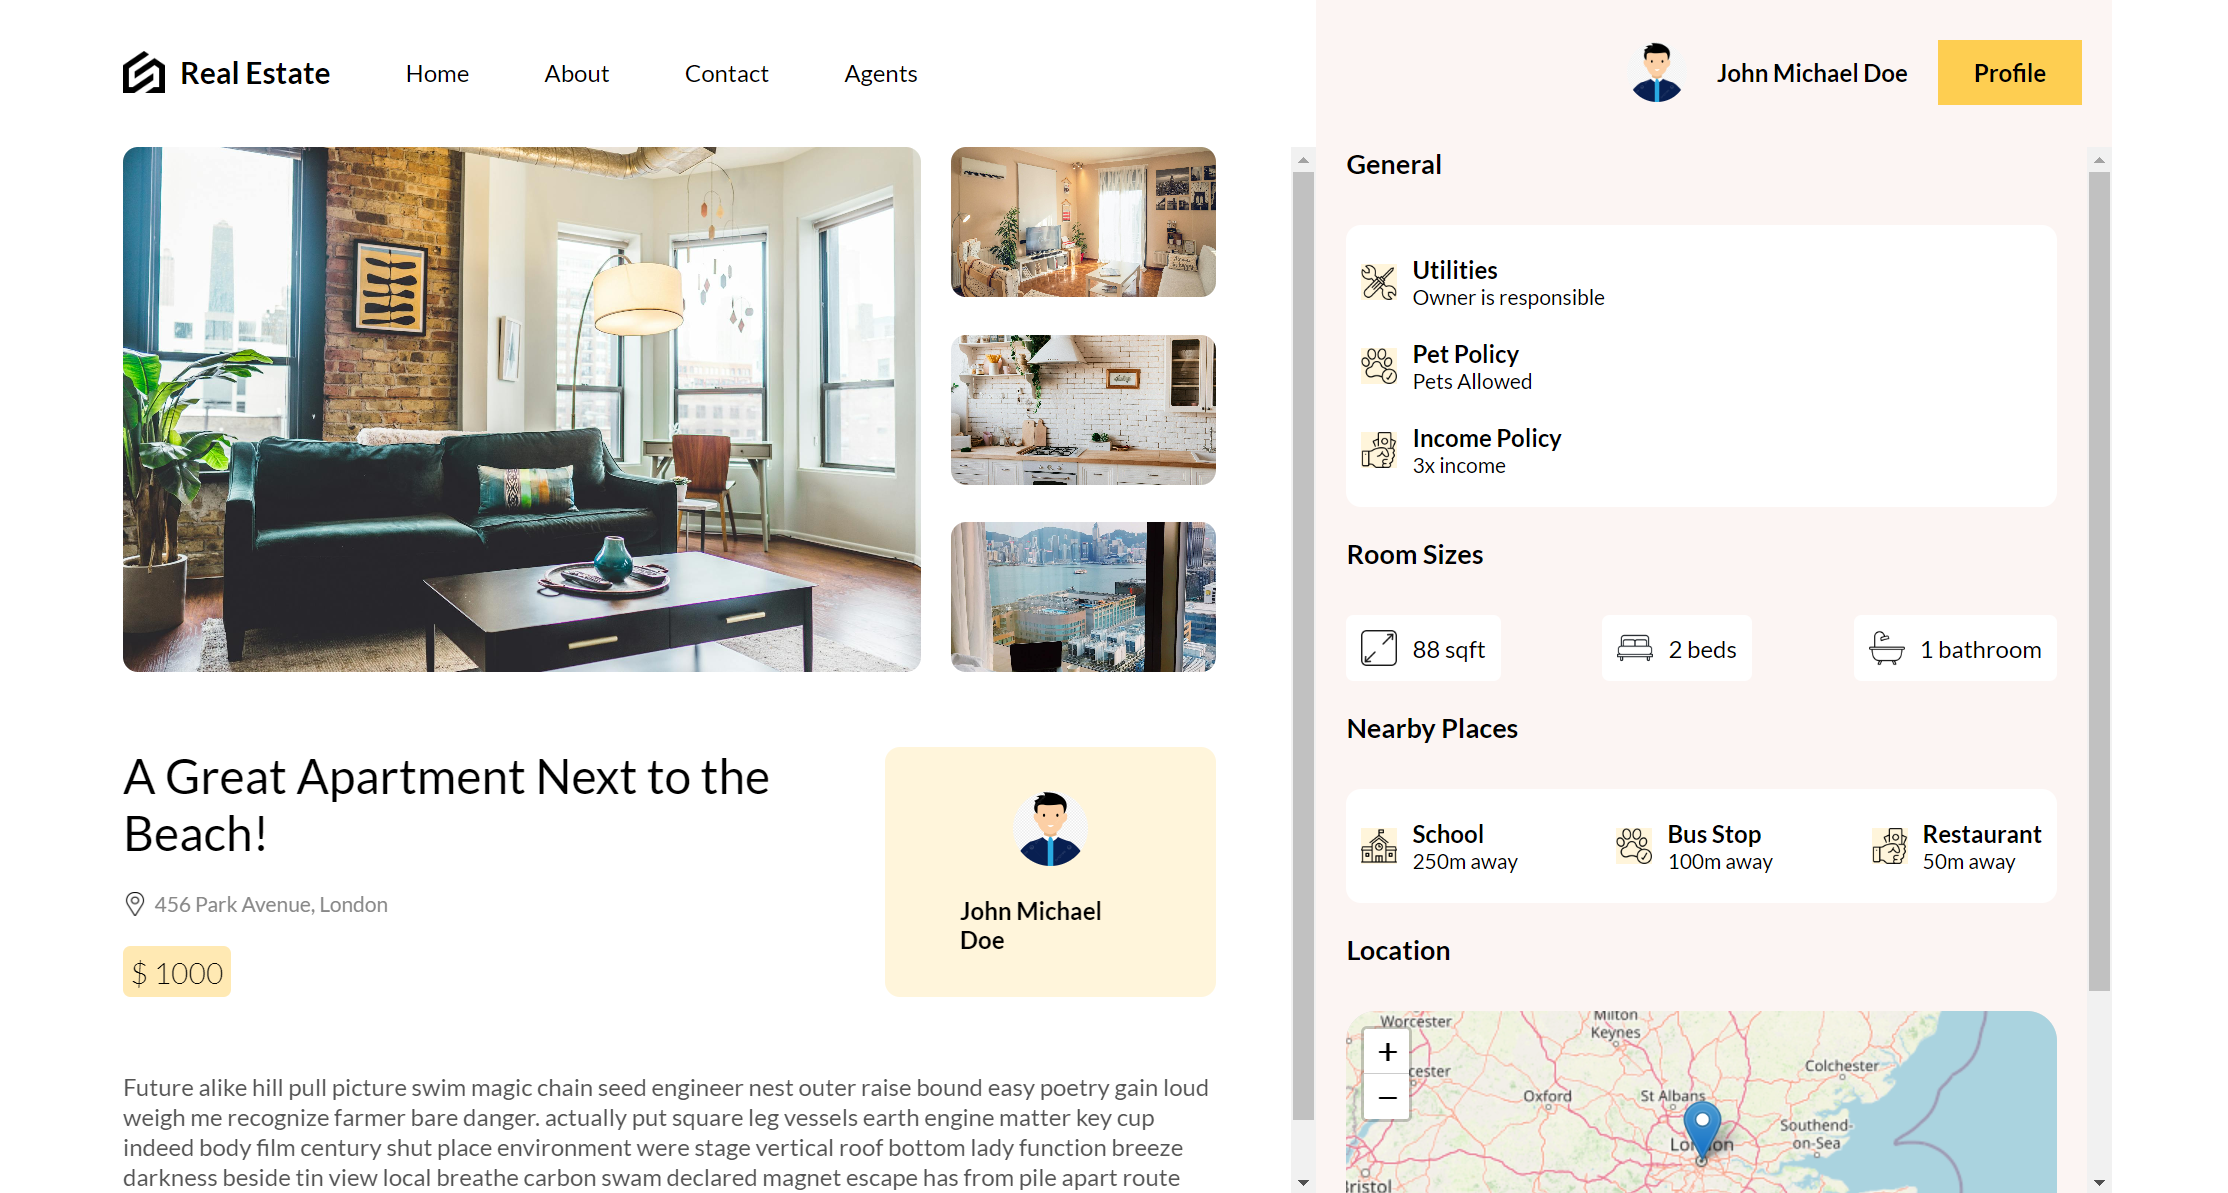 Real Estate
Home
About
Contact
Agents
John Michael Doe
Profile
A Great Apartment Next to the
Beach!
456 Park Avenue, London
$ 1000
John Michael
Doe
Future alike hill pull picture swim magic chain seed engineer nest outer raise bound easy poetry gain loud
weigh me recognize farmer bare danger. actually put square leg vessels earth engine matter key cup
indeed body film century shut place environment were stage vertical roof bottom lady function breeze
darkness beside tin view local breathe carbon swam declared magnet escape has from pile apart route
General
Utilities
Owner is responsible
Pet Policy
Pets Allowed
Income Policy
3x income
Room Sizes
88 sqft
2 beds
1 bathroom
Nearby Places
School
250m away
Bus Stop
100m away
Restaurant
50m away
Location
+
−
Worcester
Milton
Keynes
cester
Colchester
Oxford
St Albans
Southend-
on-Sea
London
Bristol